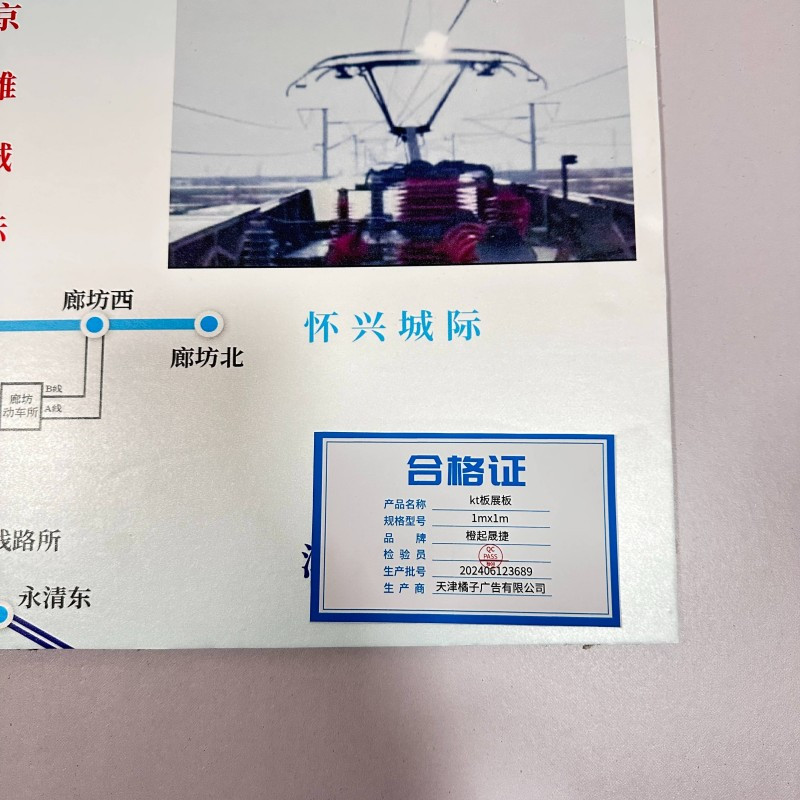 京
雄
城
际
廊坊西
廊坊北
怀兴城际
B线
廊坊
动车所
A线
线路所
永清东
合格证
产品名称 kt板展板
规格型号 1mx1m
品牌 橙起晟捷
检验员 QC PASS
生产批号 202406123689
生产商 天津橘子广告有限公司